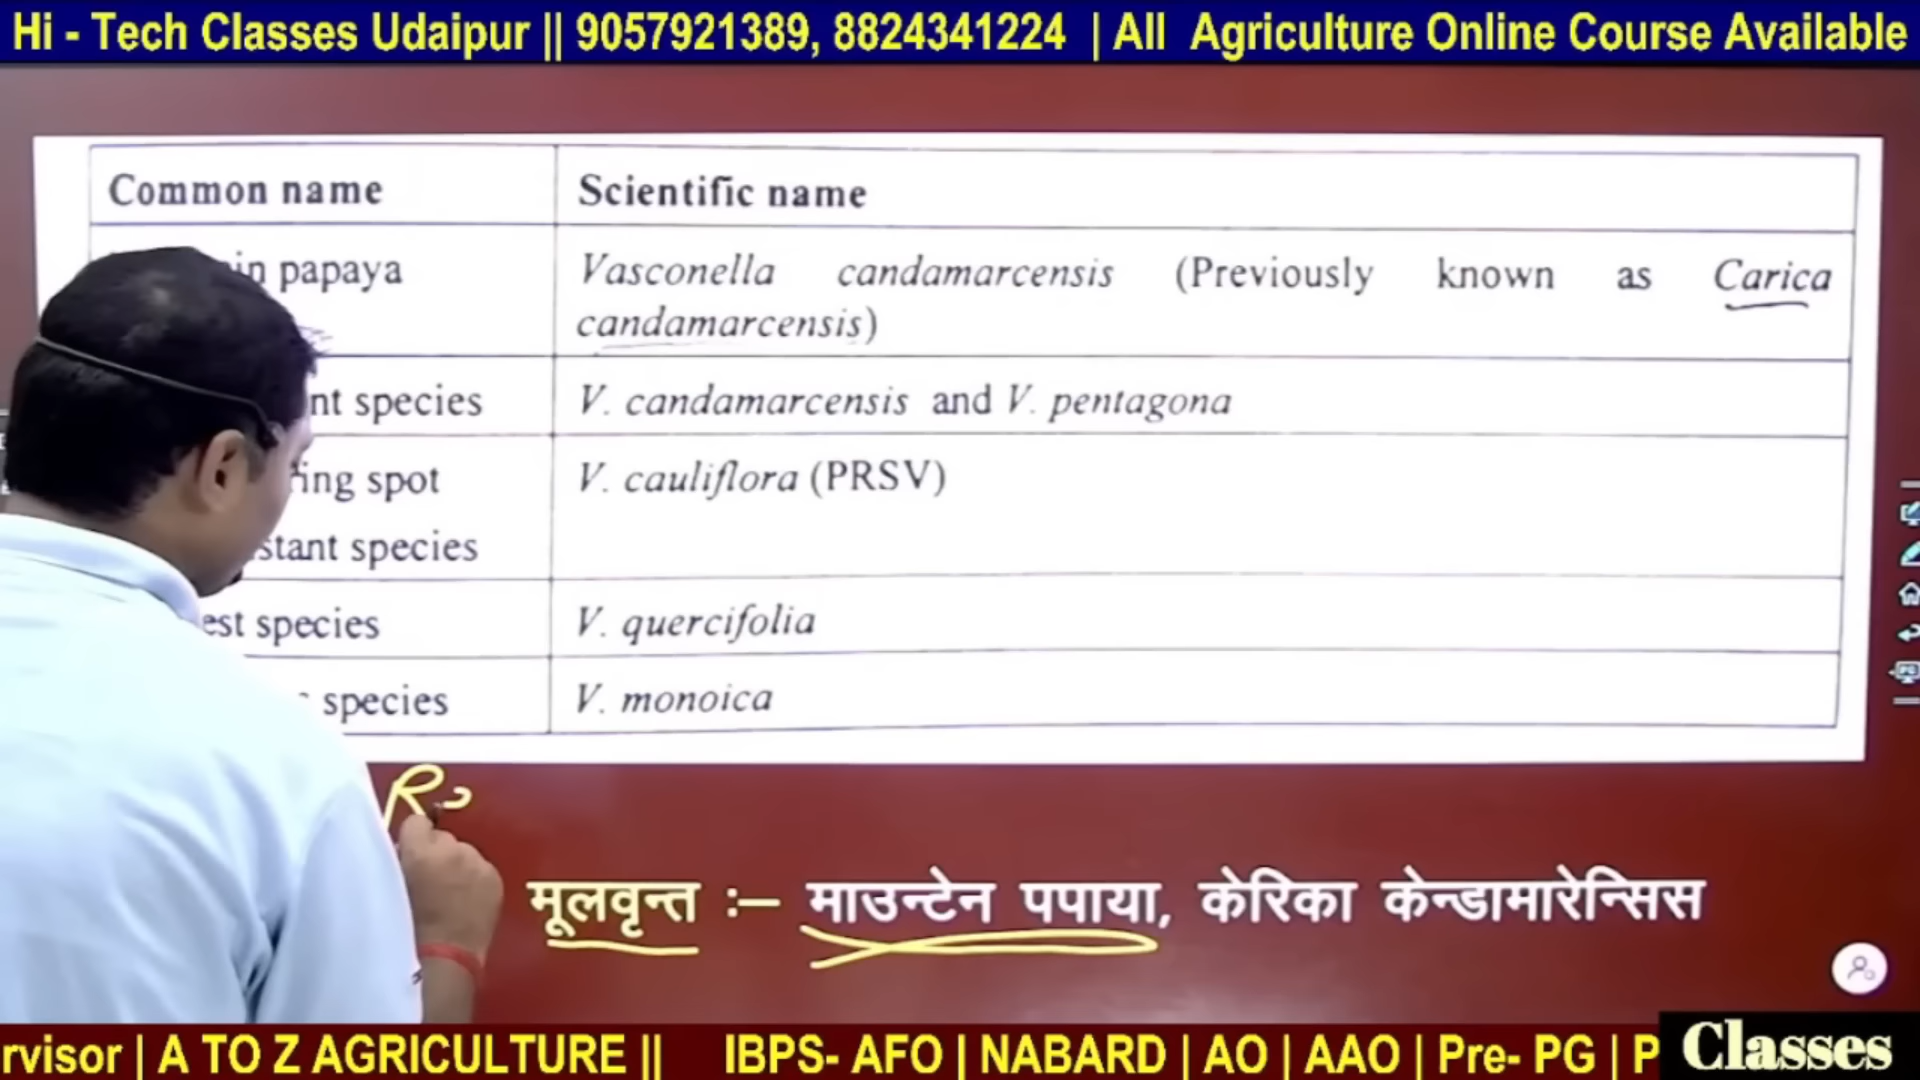 Hi - Tech Classes Udaipur || 9057921389, 8824341224 | All Agriculture Online Course Available
Common name Scientific name
papaya Vasconella candamarcensis (Previously known as Carica
candamarcensis)
species V. candamarcensis and V. pentagona
spot V. cauliflora (PRSV)
species
species V. quercifolia
species V. monoica
मूलवृन्त :– माउन्टेन पपाया, केरिका केन्डामारेन्सिस
rvisor | A TO Z AGRICULTURE || IBPS- AFO | NABARD | AO | AAO | Pre- PG | P
Classes